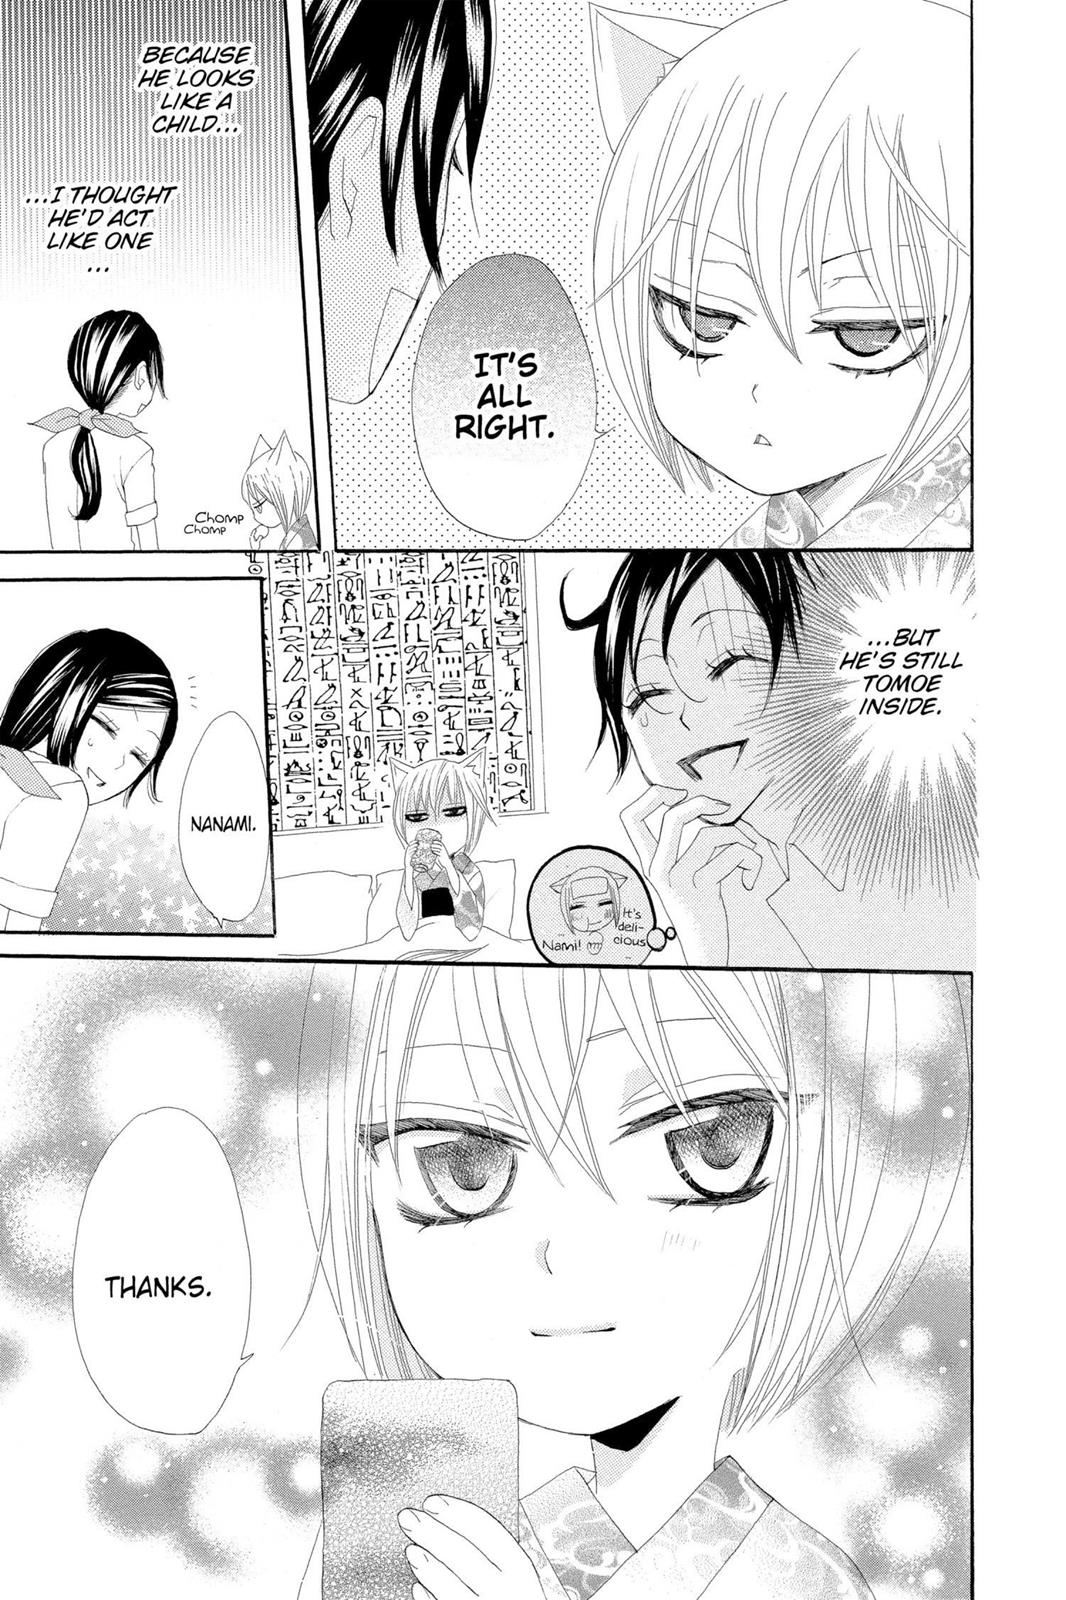 IT'S
ALL
RIGHT.
BECAUSE
HE LOOKS
LIKE A
CHILD...
...I THOUGHT
HE'D ACT
LIKE ONE
...
Chomp
Chomp
...BUT
HE'S STILL
TOMOE
INSIDE.
It's
deli-
cious
Nami!
NANAMI.
THANKS.